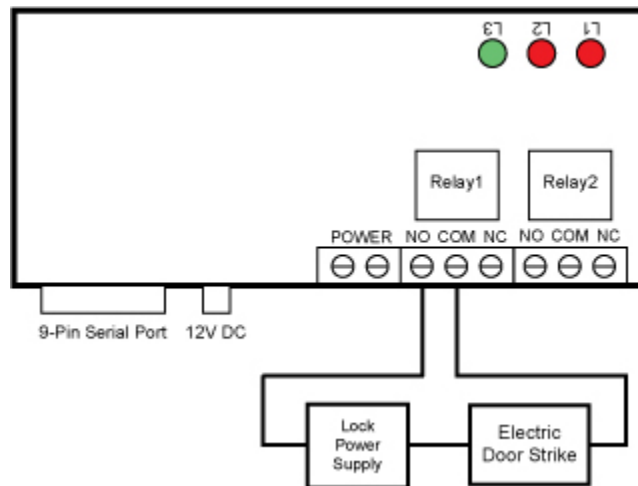 L3 L2 L1
Relay1 Relay2
POWER NO COM NC NO COM NC
9-Pin Serial Port 12V DC
Lock
Power
Supply
Electric
Door Strike